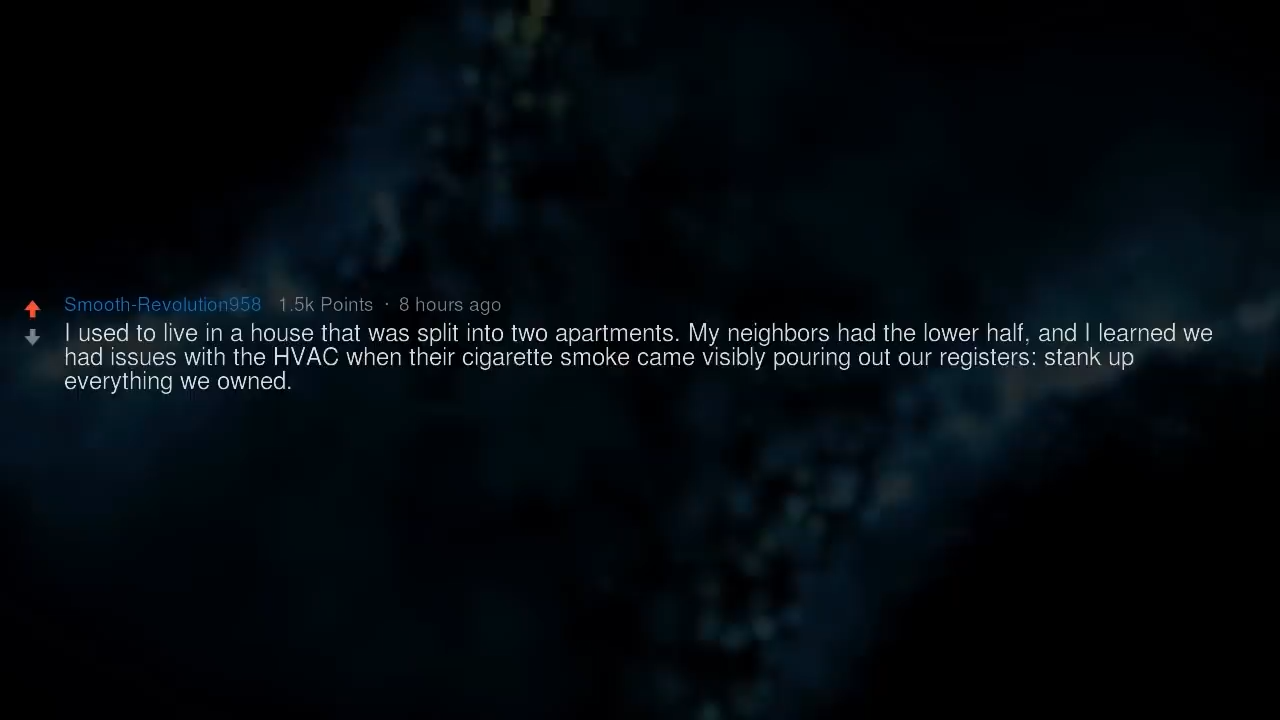 Smooth-Revolution958 1.5k Points · 8 hours ago
I used to live in a house that was split into two apartments. My neighbors had the lower half, and I learned we
had issues with the HVAC when their cigarette smoke came visibly pouring out our registers: stank up
everything we owned.